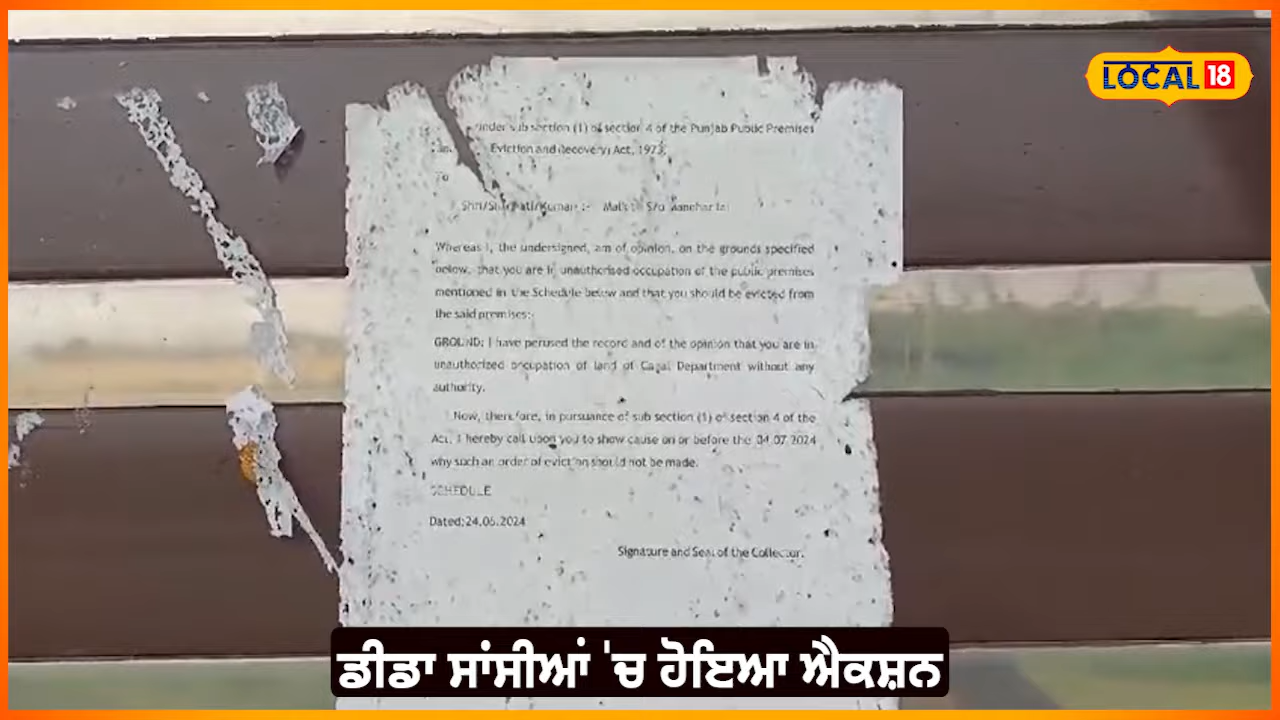 LOCAL 18
under sub section (1) of section 4 of the Punjab Public Premises
Eviction and Recovery) Act, 1973.
To
Whereas I, the undersigned, am of opinion, on the grounds specified
below, that you are in unauthorised occupation of the public premises
mentioned in the Schedule below and that you should be evicted from
the said premises:-
GROUND: I have perused the record and of the opinion that you are in
unauthorized occupation of land of Canal Department without any
authority.
Now, therefore, in pursuance of sub section (1) of section 4 of the
Act, I hereby call upon you to show cause on or before the 04.07.2024
why such an order of eviction should not be made.
SCHEDULE
Dated:24.06.2024
Signature and Seal of the Collector.
ਡੀਡਾ ਸਾਂਸੀਆਂ 'ਚ ਹੋਇਆ ਐਕਸ਼ਨ